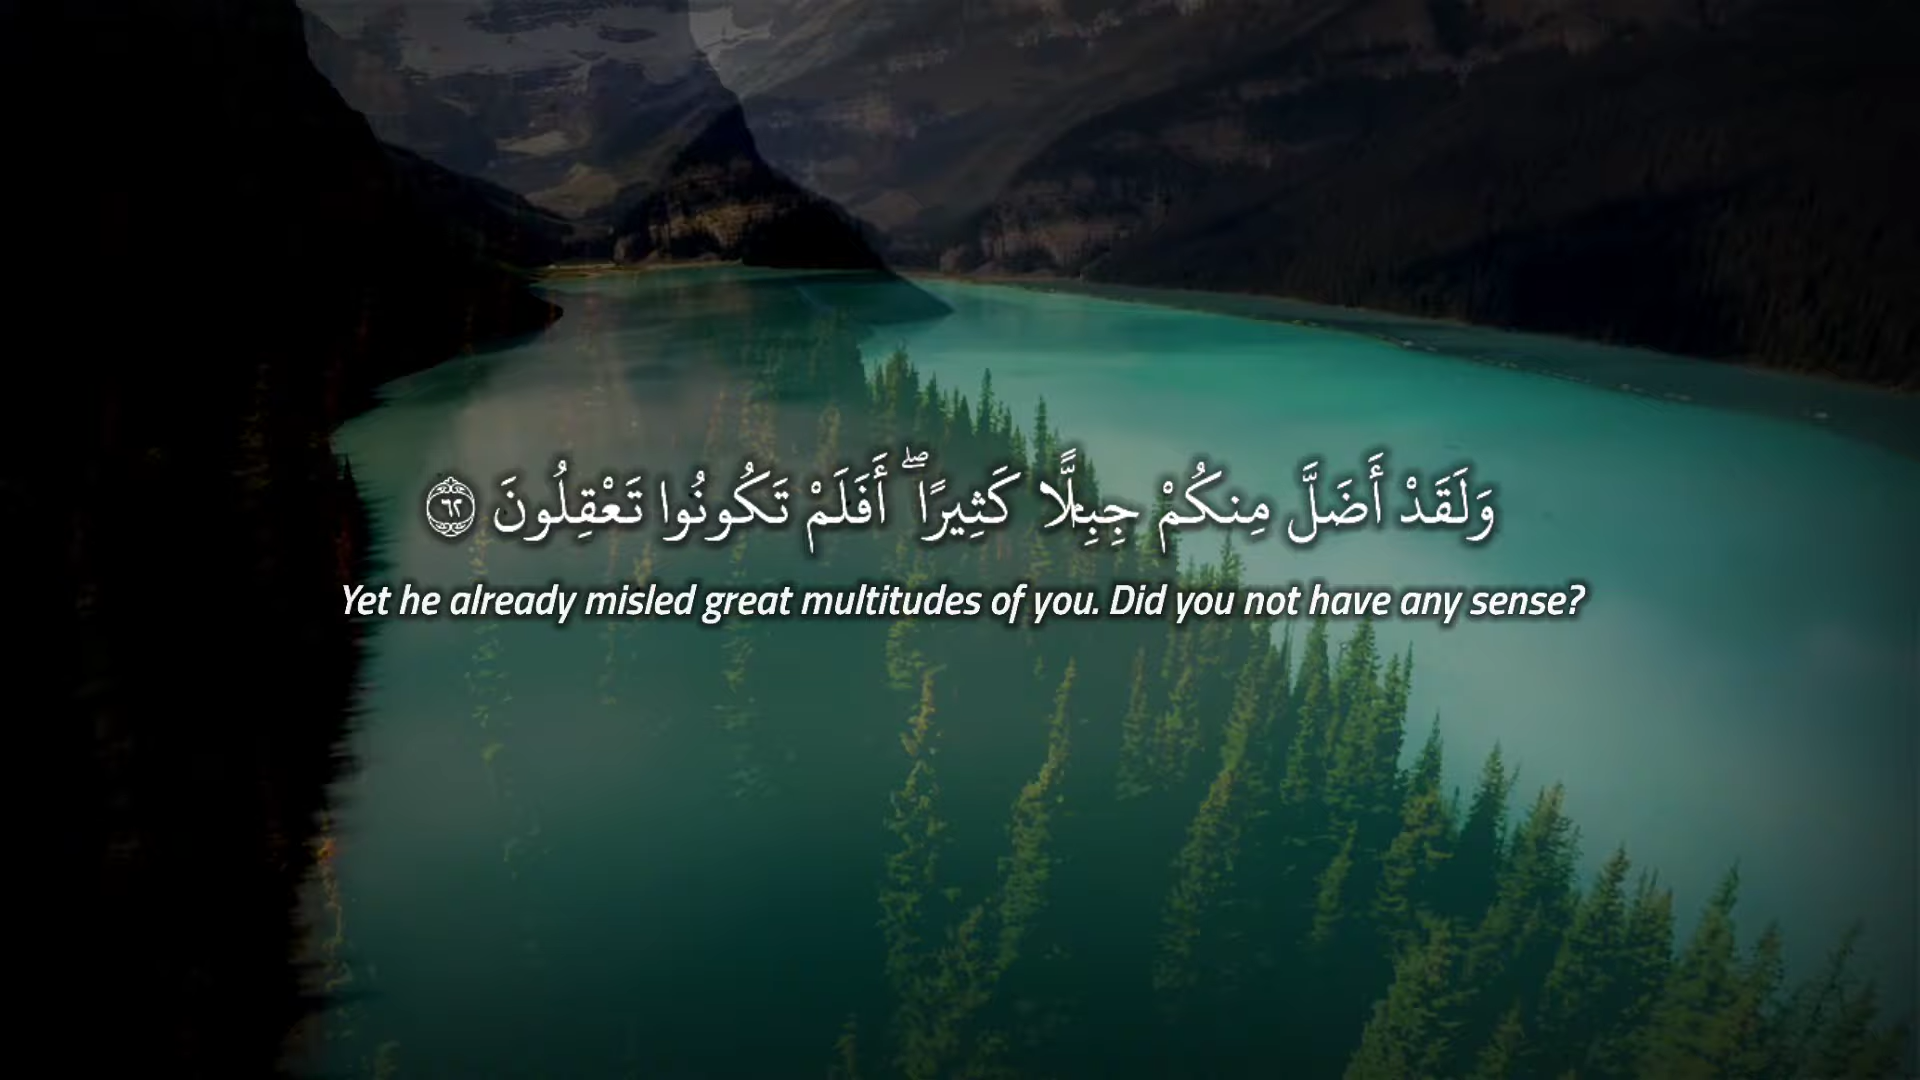 وَلَقَدْ أَضَلَّ مِنكُمْ جِبِلًّا كَثِيرًا ۖ أَفَلَمْ تَكُونُوا تَعْقِلُونَ ٦٢
Yet he already misled great multitudes of you. Did you not have any sense?